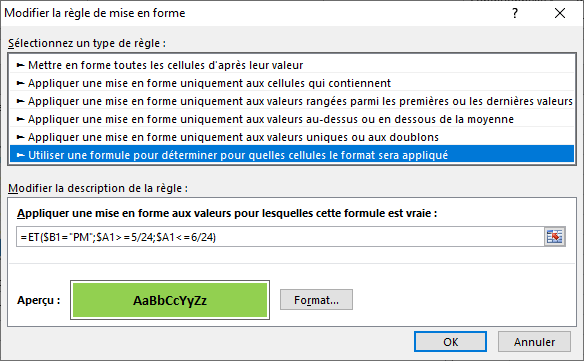 Modifier la règle de mise en forme
?
Sélectionnez un type de règle :
► Mettre en forme toutes les cellules d'après leur valeur
► Appliquer une mise en forme uniquement aux cellules qui contiennent
► Appliquer une mise en forme uniquement aux valeurs rangées parmi les premières ou les dernières valeurs
► Appliquer une mise en forme uniquement aux valeurs au-dessus ou en dessous de la moyenne
► Appliquer une mise en forme uniquement aux valeurs uniques ou aux doublons
► Utiliser une formule pour déterminer pour quelles cellules le format sera appliqué
Modifier la description de la règle :
Appliquer une mise en forme aux valeurs pour lesquelles cette formule est vraie :
=ET($B1="PM";$A1>=5/24;$A1<=6/24)
Aperçu : AaBbCcYyZz Format...
OK Annuler